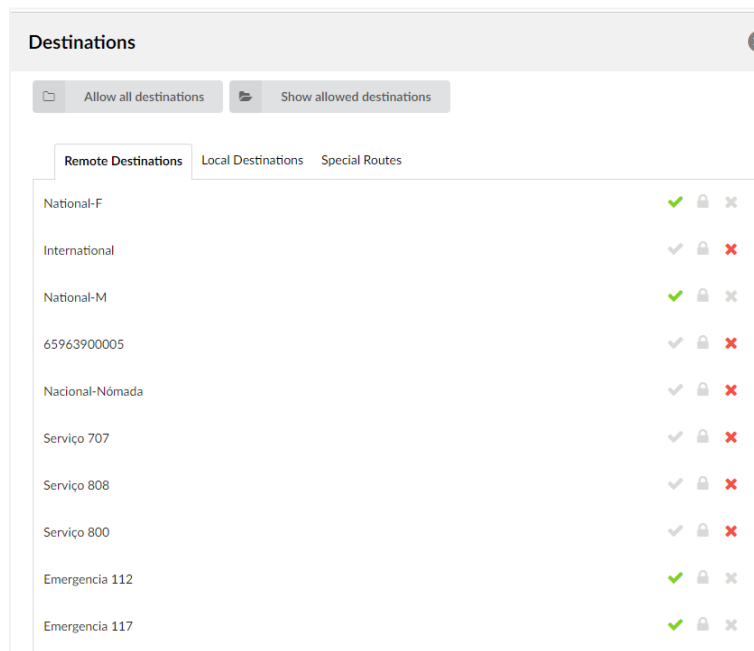 Destinations
Allow all destinations
Show allowed destinations
Remote Destinations
Local Destinations
Special Routes
National-F
International
National-M
65963900005
Nacional-Nómada
Serviço 707
Serviço 808
Serviço 800
Emergencia 112
Emergencia 117